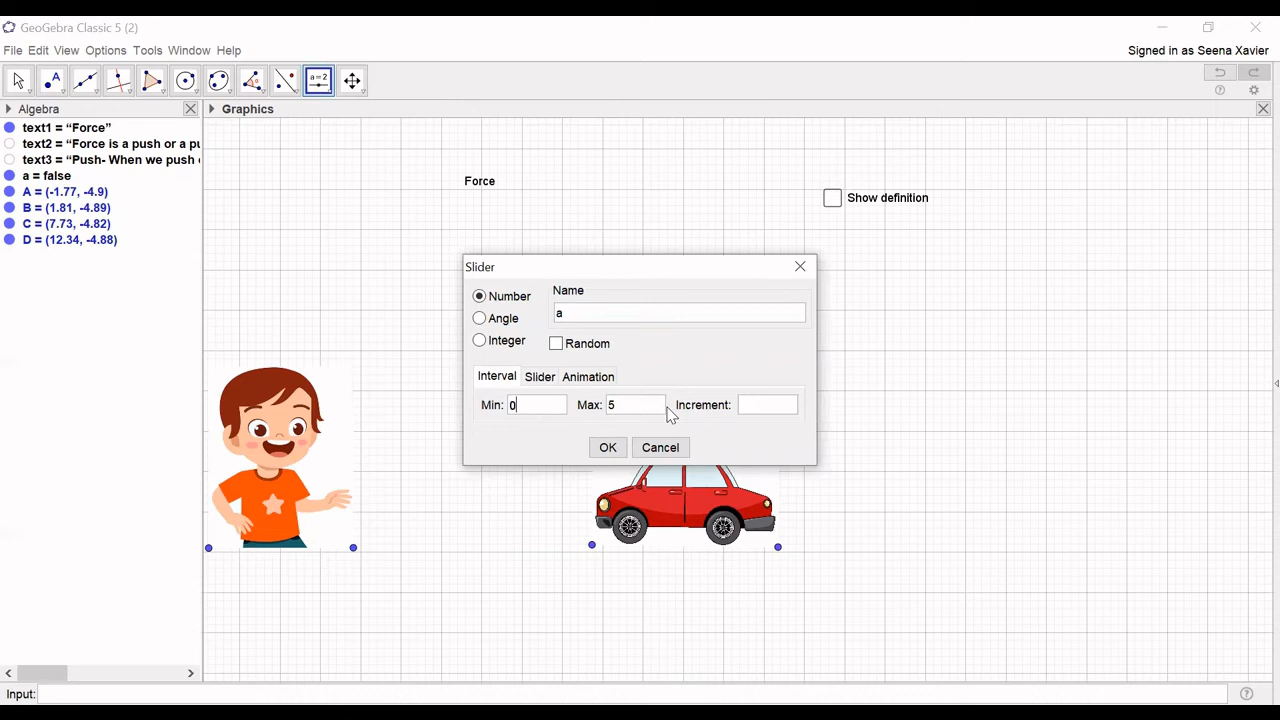 GeoGebra Classic 5 (2)
File Edit View Options Tools Window Help
Signed in as Seena Xavier
a=2
Algebra
Graphics
text1 = “Force”
text2 = “Force is a push or a pu
text3 = “Push- When we push
a = false
A = (-1.77, -4.9)
B = (1.81, -4.89)
C = (7.73, -4.82)
D = (12.34, -4.88)
Force
Show definition
Slider
Number
Angle
Integer
Name
a
Random
Interval Slider Animation
Min: 0 Max: 5 Increment:
OK Cancel
Input: